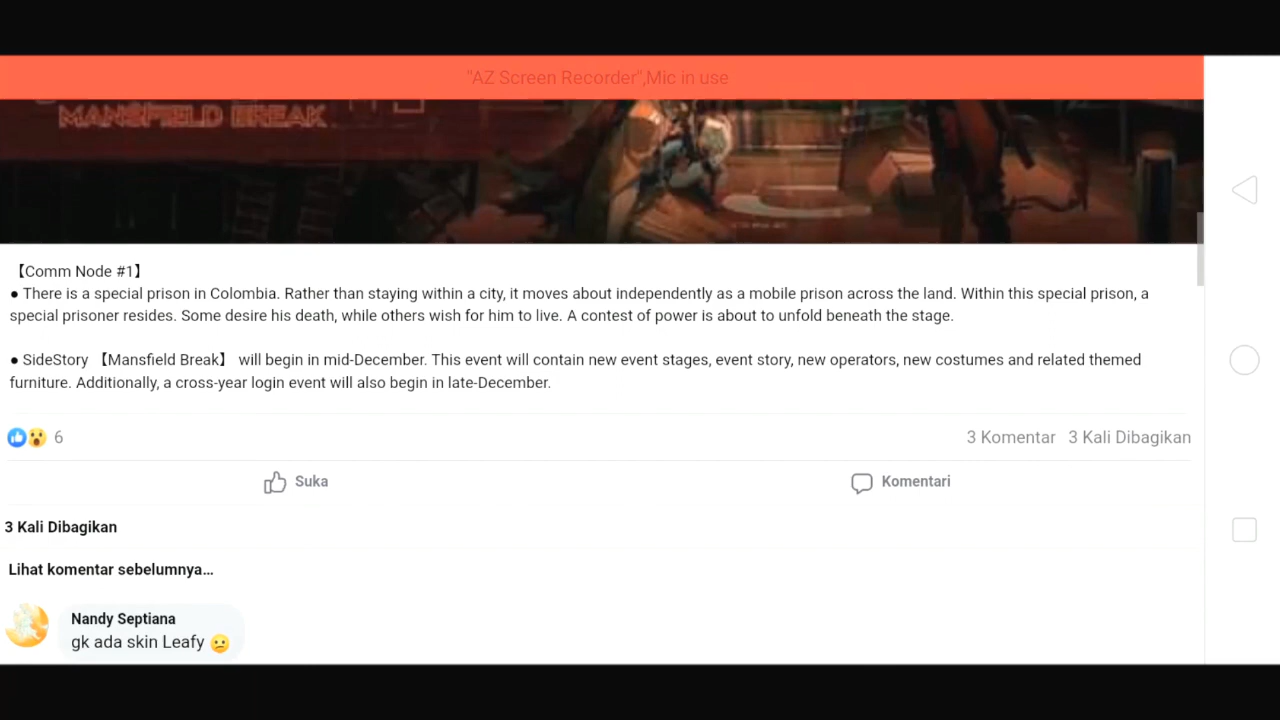 "AZ Screen Recorder",Mic in use
MANSFIELD BREAK
【Comm Node #1】
● There is a special prison in Colombia. Rather than staying within a city, it moves about independently as a mobile prison across the land. Within this special prison, a
special prisoner resides. Some desire his death, while others wish for him to live. A contest of power is about to unfold beneath the stage.
● SideStory 【Mansfield Break】 will begin in mid-December. This event will contain new event stages, event story, new operators, new costumes and related themed
furniture. Additionally, a cross-year login event will also begin in late-December.
6
3 Komentar 3 Kali Dibagikan
Suka
Komentari
3 Kali Dibagikan
Lihat komentar sebelumnya...
Nandy Septiana
gk ada skin Leafy 😕